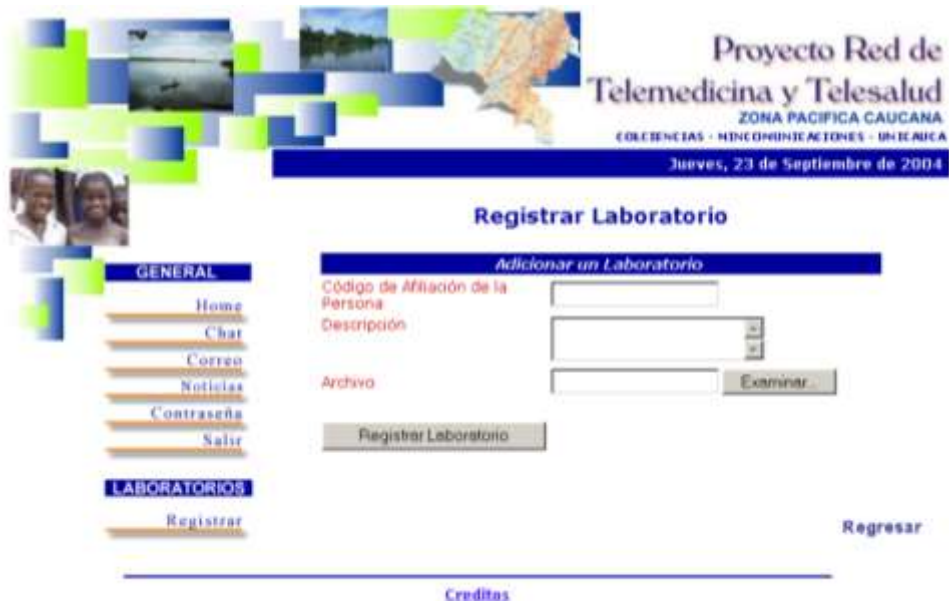 Proyecto Red de
Telemedicina y Telesalud
ZONA PACIFICA CAUCANA
COLCIENCIAS - MINCOMUNICACIONES - UNICAUCA
Jueves, 23 de Septiembre de 2004
Registrar Laboratorio
GENERAL
Home
Chat
Correo
Noticias
Contraseña
Salir
LABORATORIOS
Registrar
Adicionar un Laboratorio
Código de Afiliación de la
Persona
Descripción
Archivo
Examinar...
Registrar Laboratorio
Regresar
Creditos